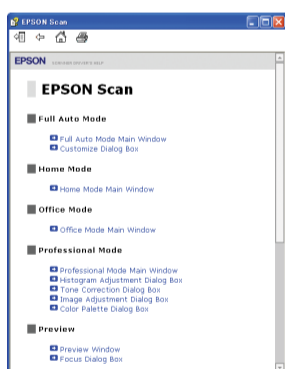 EPSON Scan
EPSON
EPSON Scan
Full Auto Mode
Full Auto Mode Main Window
Customize Dialog Box
Home Mode
Home Mode Main Window
Office Mode
Office Mode Main Window
Professional Mode
Professional Mode Main Window
Histogram Adjustment Dialog Box
Tone Correction Dialog Box
Image Adjustment Dialog Box
Color Palette Dialog Box
Preview
Preview Window
Focus Dialog Box